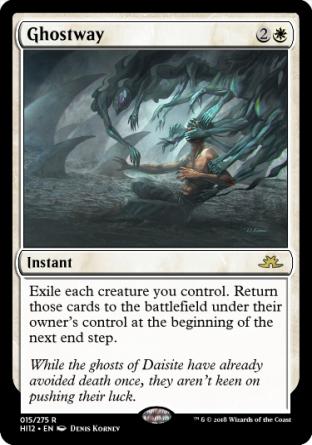 Ghostway 2
Instant
Exile each creature you control. Return
those cards to the battlefield under their
owner's control at the beginning of the
next end step.
While the ghosts of Daisite have already
avoided death once, they aren't keen on
pushing their luck.
015/275 R
HI12 • EN Denis Kornev
™ & © 2018 Wizards of the Coast